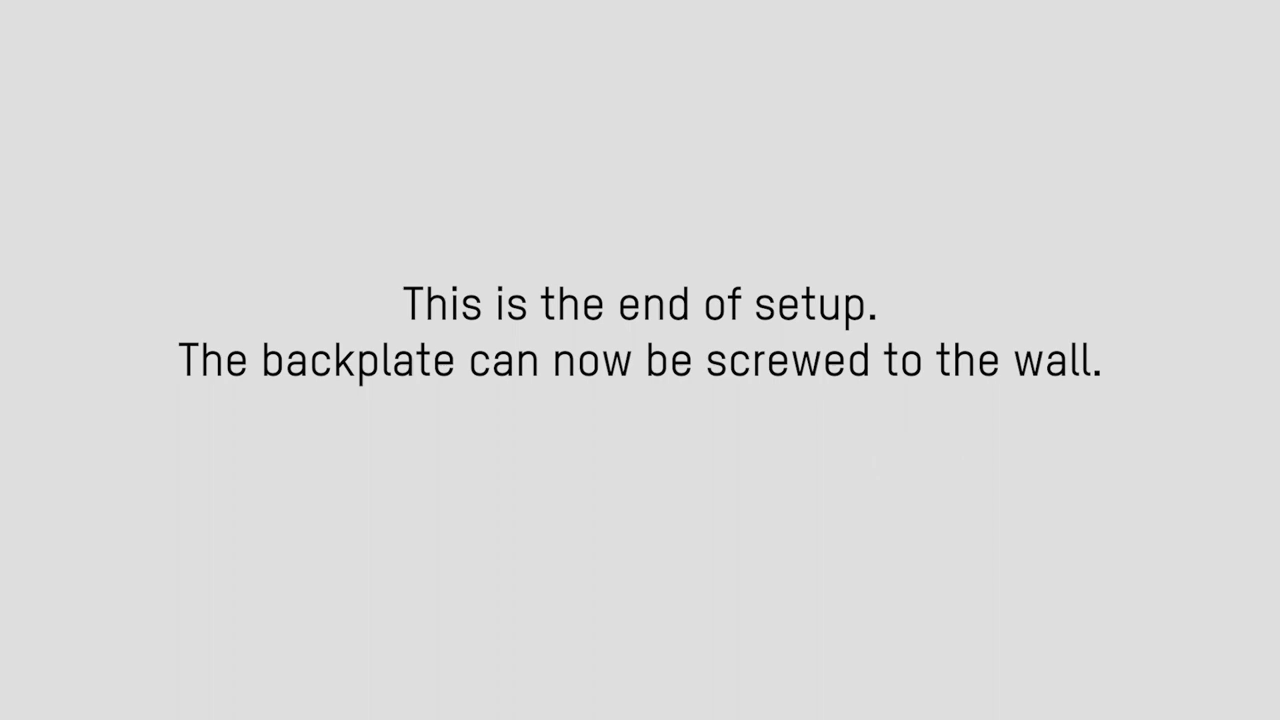 This is the end of setup.
The backplate can now be screwed to the wall.